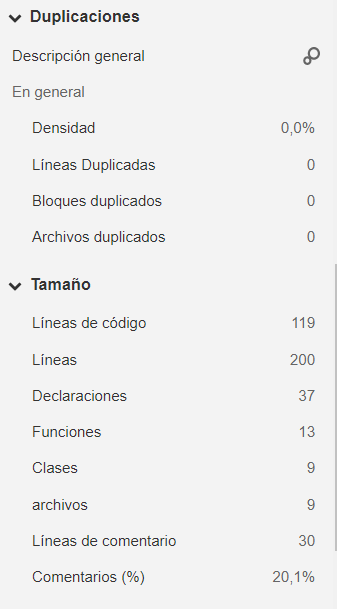 Duplicaciones
Descripción general
En general
Densidad 0,0%
Líneas Duplicadas 0
Bloques duplicados 0
Archivos duplicados 0
Tamaño
Líneas de código 119
Líneas 200
Declaraciones 37
Funciones 13
Clases 9
archivos 9
Líneas de comentario 30
Comentarios (%) 20,1%